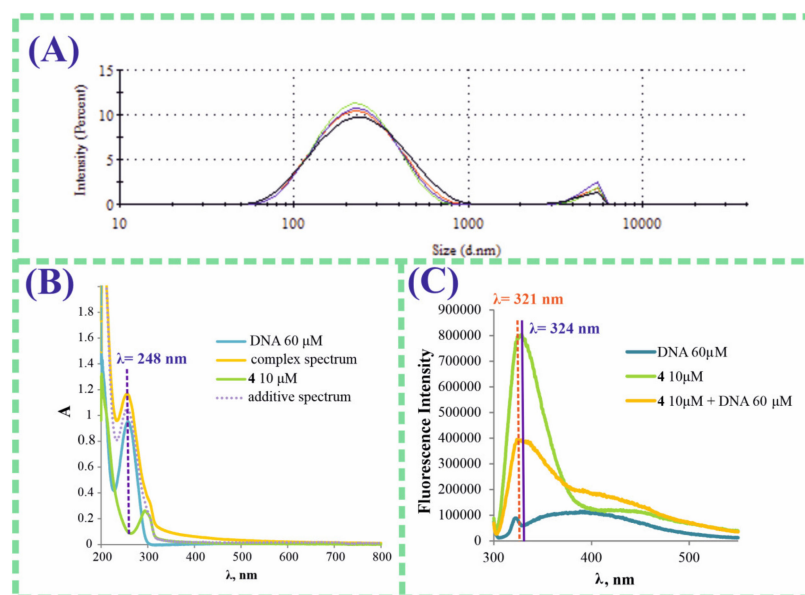 (A)
15
10
5
0
Intensity (Percent)
10
100
1000
10000
Size (d.nm)
(B)
1.8
1.6
1.4
1.2
1
0.8
0.6
0.4
0.2
0
A
λ= 248 nm
DNA 60 μM
complex spectrum
4 10 μM
additive spectrum
200 300 400 500 600 700 800
λ, nm
(C)
λ= 321 nm
λ= 324 nm
900000
800000
700000
600000
500000
400000
300000
200000
100000
0
Fluorescence Intensity
DNA 60μM
4 10μM
4 10μM + DNA 60 μM
300 400 500
λ, nm